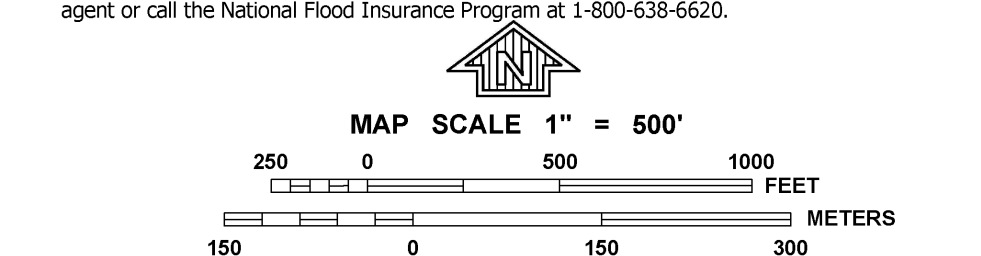 agent or call the National Flood Insurance Program at 1-800-638-6620.
N
MAP SCALE 1" = 500'
250 0 500 1000
FEET
METERS
150 0 150 300